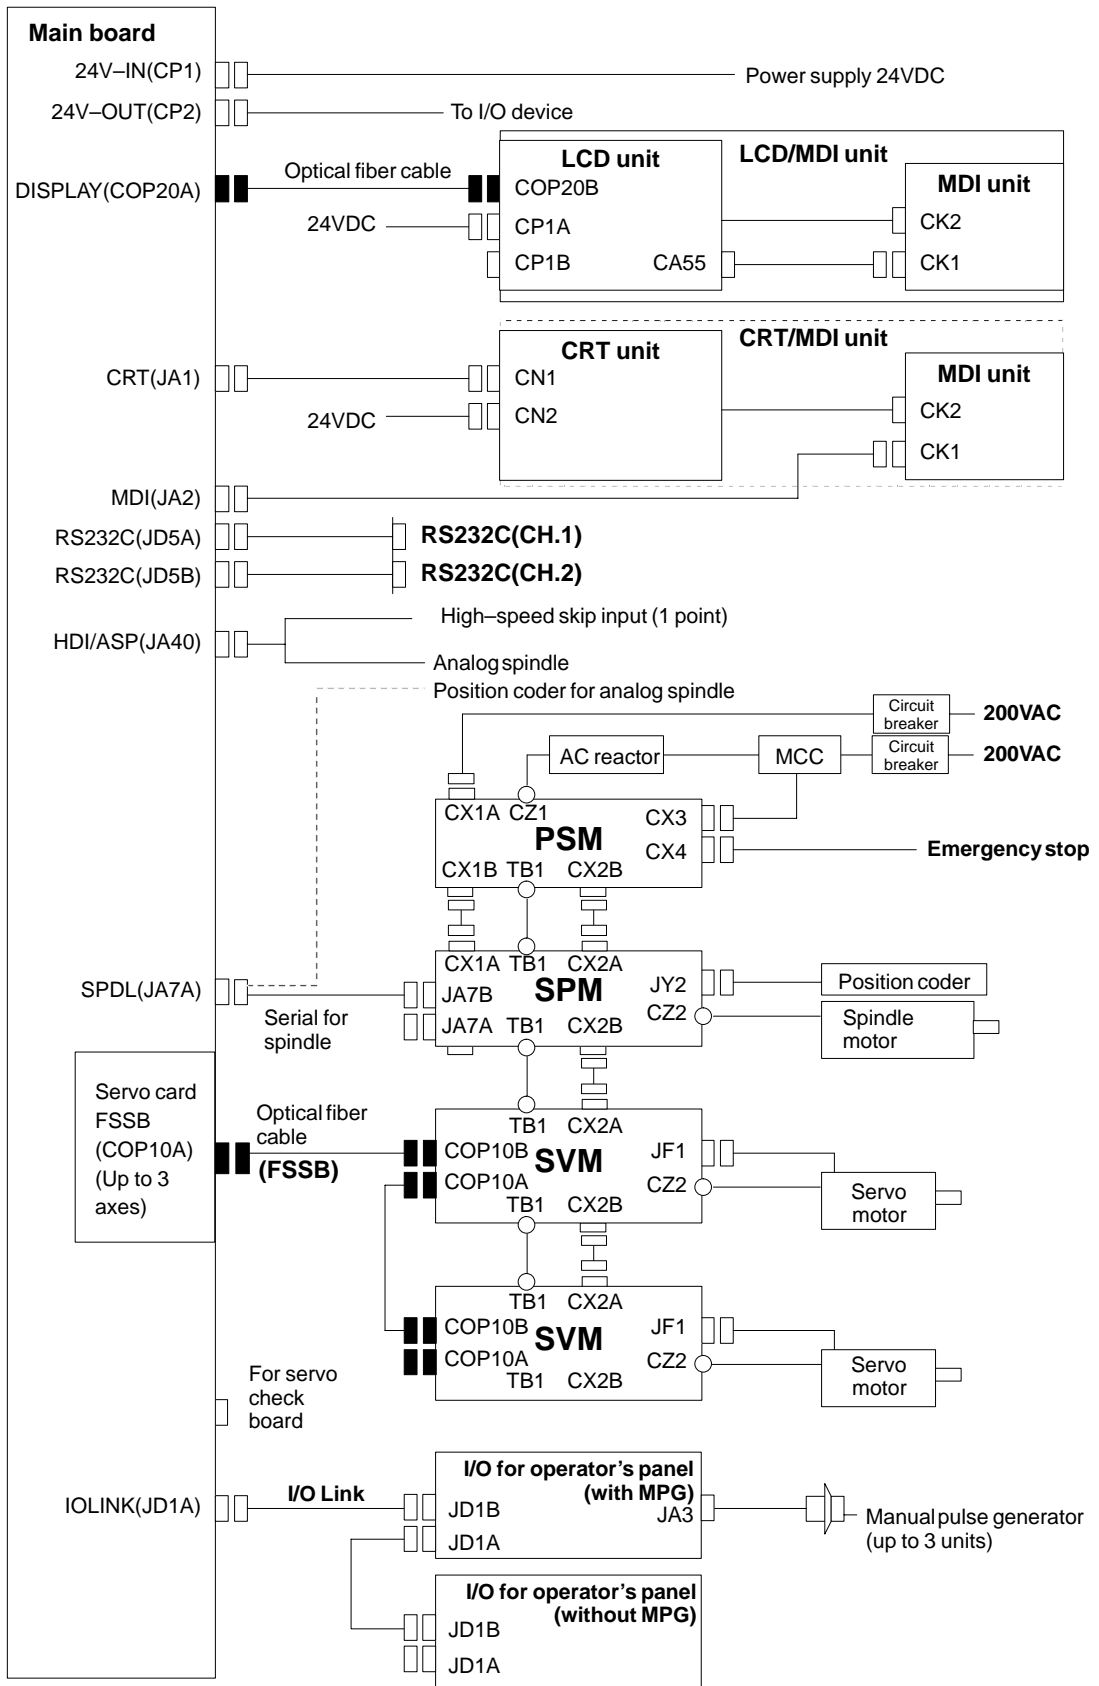 Main board
24V–IN(CP1)
Power supply 24VDC
24V–OUT(CP2)
To I/O device
LCD/MDI unit
LCD unit
MDI unit
Optical fiber cable
DISPLAY(COP20A)
COP20B
24VDC
CP1A
CK2
CP1B
CA55
CK1
CRT/MDI unit
CRT unit
MDI unit
CRT(JA1)
CN1
24VDC
CN2
CK2
CK1
MDI(JA2)
RS232C(JD5A)
RS232C(CH.1)
RS232C(JD5B)
RS232C(CH.2)
HDI/ASP(JA40)
High–speed skip input (1 point)
Analog spindle
Position coder for analog spindle
Circuit
breaker
200VAC
AC reactor
MCC
Circuit
breaker
200VAC
CX1A CZ1
CX3
PSM
CX4
Emergency stop
CX1B TB1 CX2B
CX1A TB1 CX2A
SPDL(JA7A)
JA7B
SPM
JY2
Position coder
Serial for
spindle
JA7A TB1 CX2B
CZ2
Spindle
motor
Servo card
FSSB
(COP10A)
(Up to 3
axes)
Optical fiber
cable
(FSSB)
TB1 CX2A
COP10B
SVM
JF1
COP10A
CZ2
TB1 CX2B
Servo
motor
TB1 CX2A
COP10B
SVM
JF1
COP10A
CZ2
TB1 CX2B
Servo
motor
For servo
check
board
I/O for operator's panel
(with MPG)
IOLINK(JD1A)
I/O Link
JD1B
JA3
JD1A
Manual pulse generator
(up to 3 units)
I/O for operator's panel
(without MPG)
JD1B
JD1A